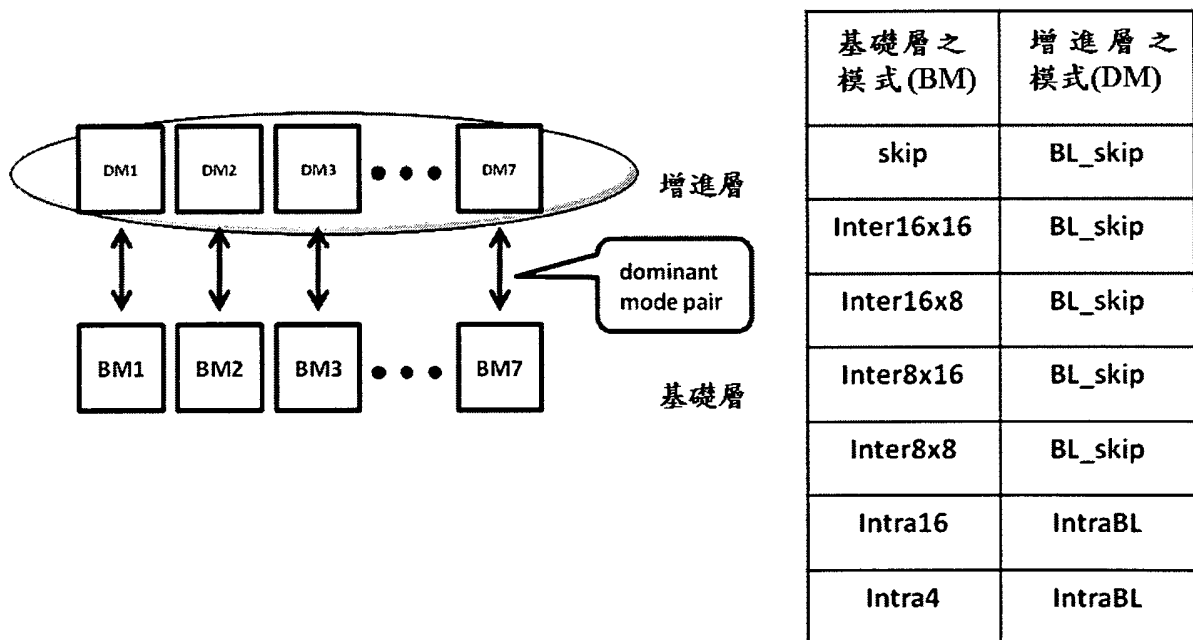 DM1 DM2 DM3 ● ● ● DM7
增進層
dominant
mode pair
BM1 BM2 BM3 ● ● ● BM7
基礎層
基礎層之
模式(BM)
增進層之
模式(DM)
skip BL_skip
Inter16x16 BL_skip
Inter16x8 BL_skip
Inter8x16 BL_skip
Inter8x8 BL_skip
Intra16 IntraBL
Intra4 IntraBL